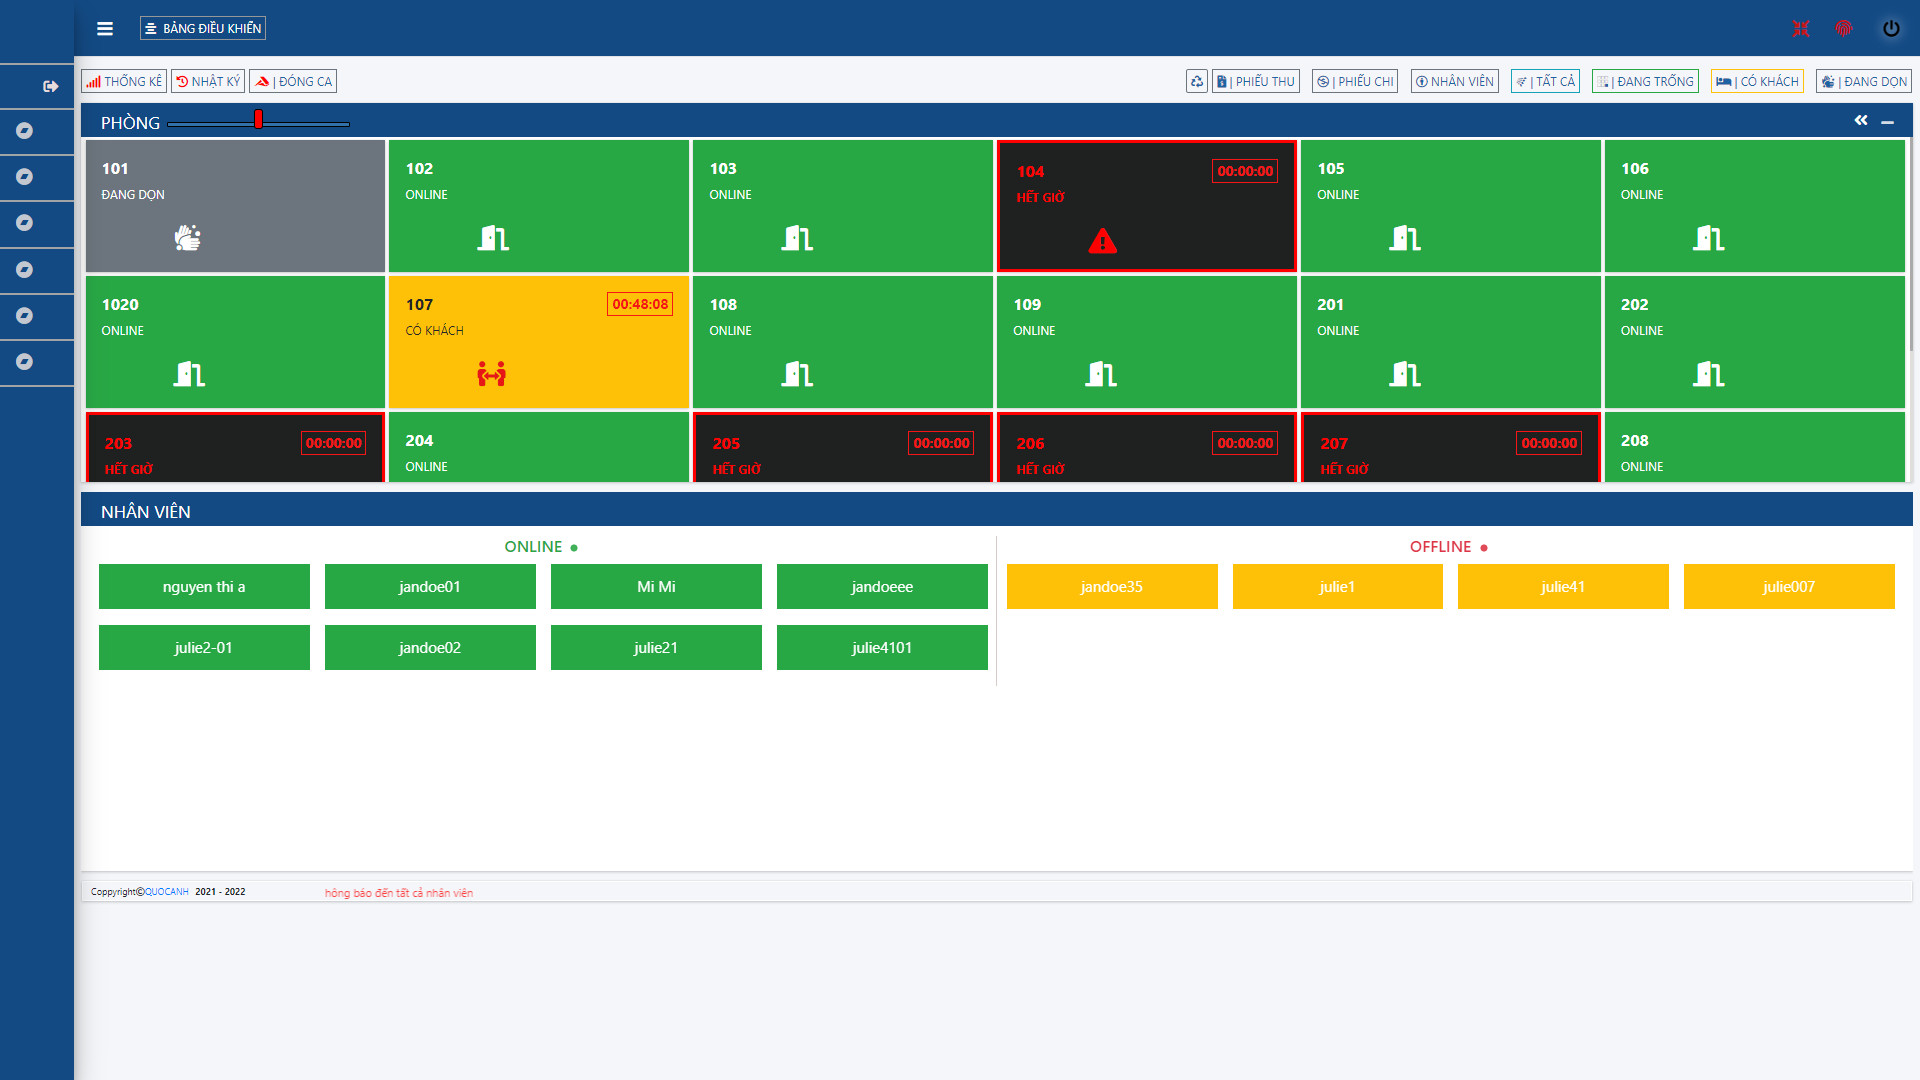 BẢNG ĐIỀU KHIỂN
THỐNG KÊ
NHẬT KÝ
| ĐÓNG CA
| PHIẾU THU
| PHIẾU CHI
NHÂN VIÊN
| TẤT CẢ
| ĐANG TRỐNG
| CÓ KHÁCH
| ĐANG DỌN
PHÒNG
101
ĐANG DỌN
102
ONLINE
103
ONLINE
104
00:00:00
HẾT GIỜ
105
ONLINE
106
ONLINE
1020
ONLINE
107
00:48:08
CÓ KHÁCH
108
ONLINE
109
ONLINE
201
ONLINE
202
ONLINE
203
00:00:00
HẾT GIỜ
204
ONLINE
205
00:00:00
HẾT GIỜ
206
00:00:00
HẾT GIỜ
207
00:00:00
HẾT GIỜ
208
ONLINE
NHÂN VIÊN
ONLINE
nguyen thi a
jandoe01
Mi Mi
jandoeee
julie2-01
jandoe02
julie21
julie4101
OFFLINE
jandoe35
julie1
julie41
julie007
Coppyright©QUOCANH 2021 - 2022
hông báo đến tất cả nhân viên